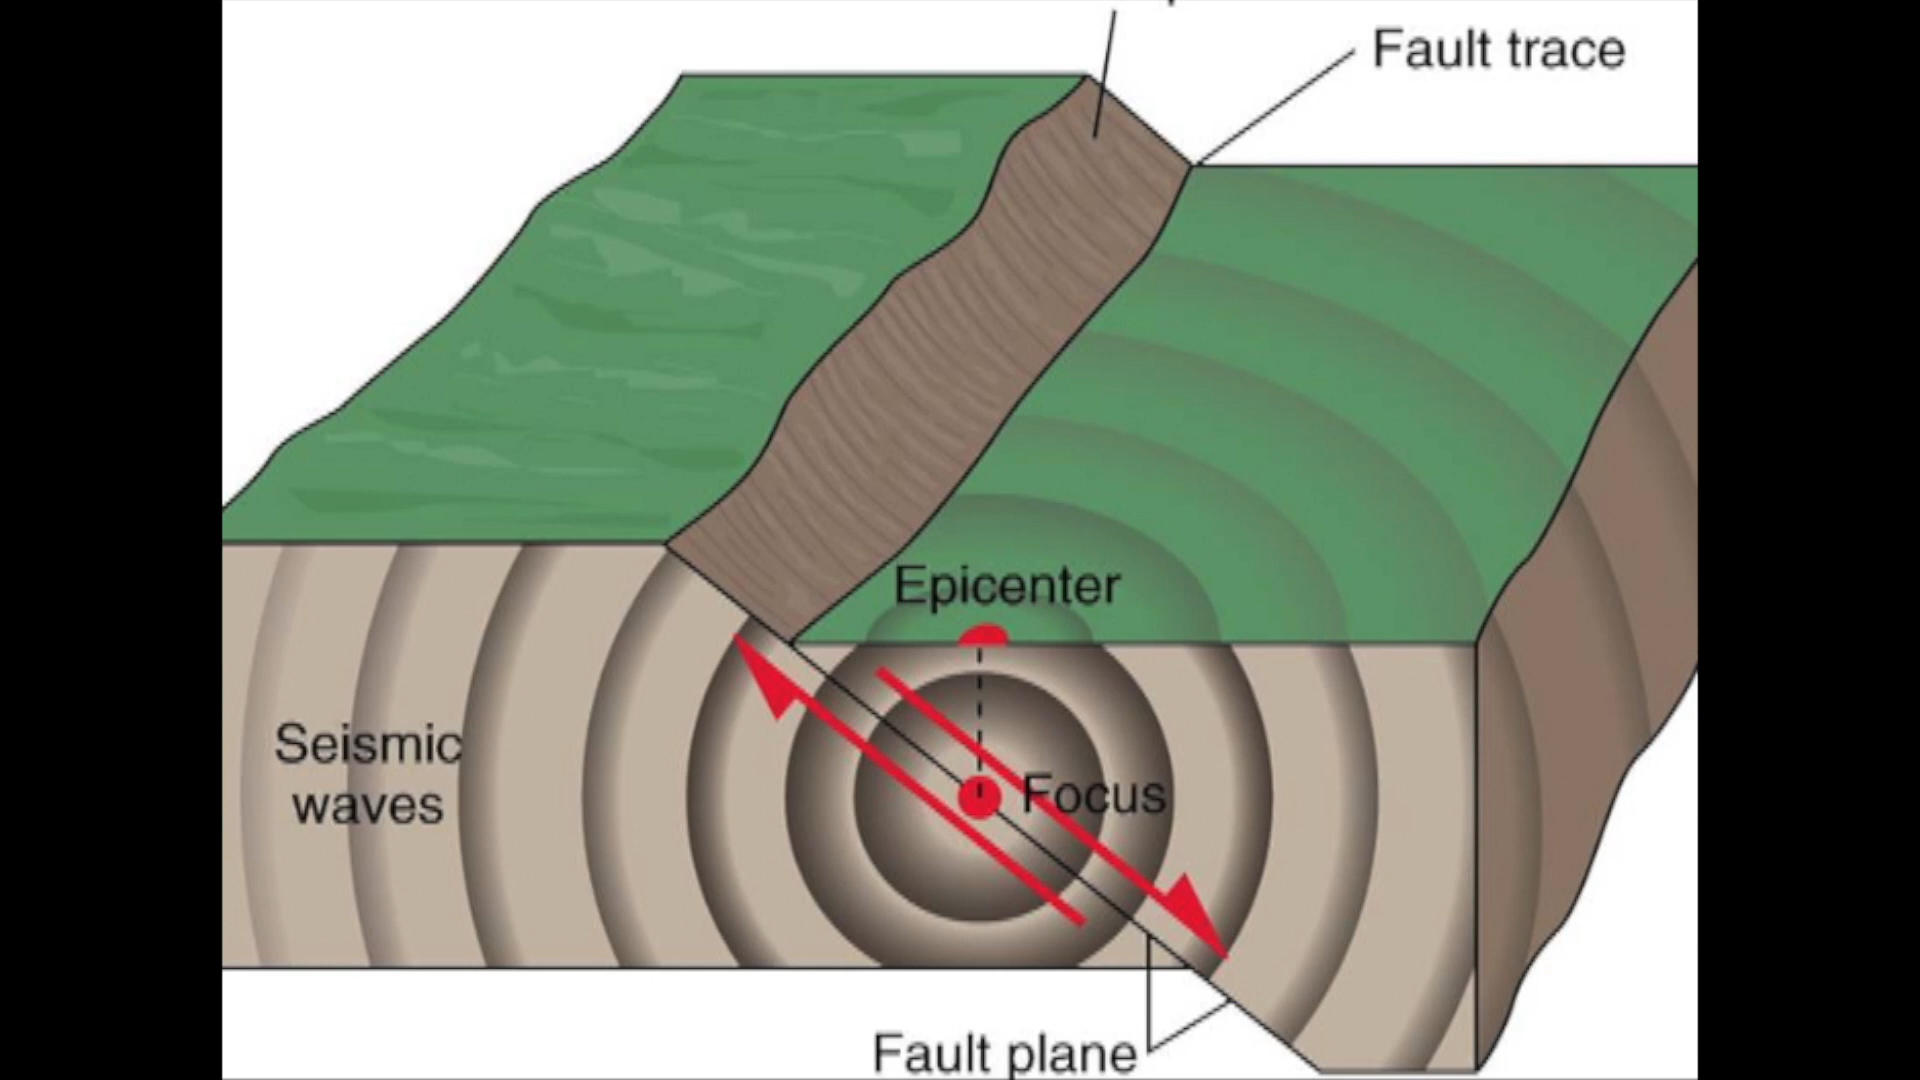 Fault trace
Epicenter
Seismic
waves
Focus
Fault plane